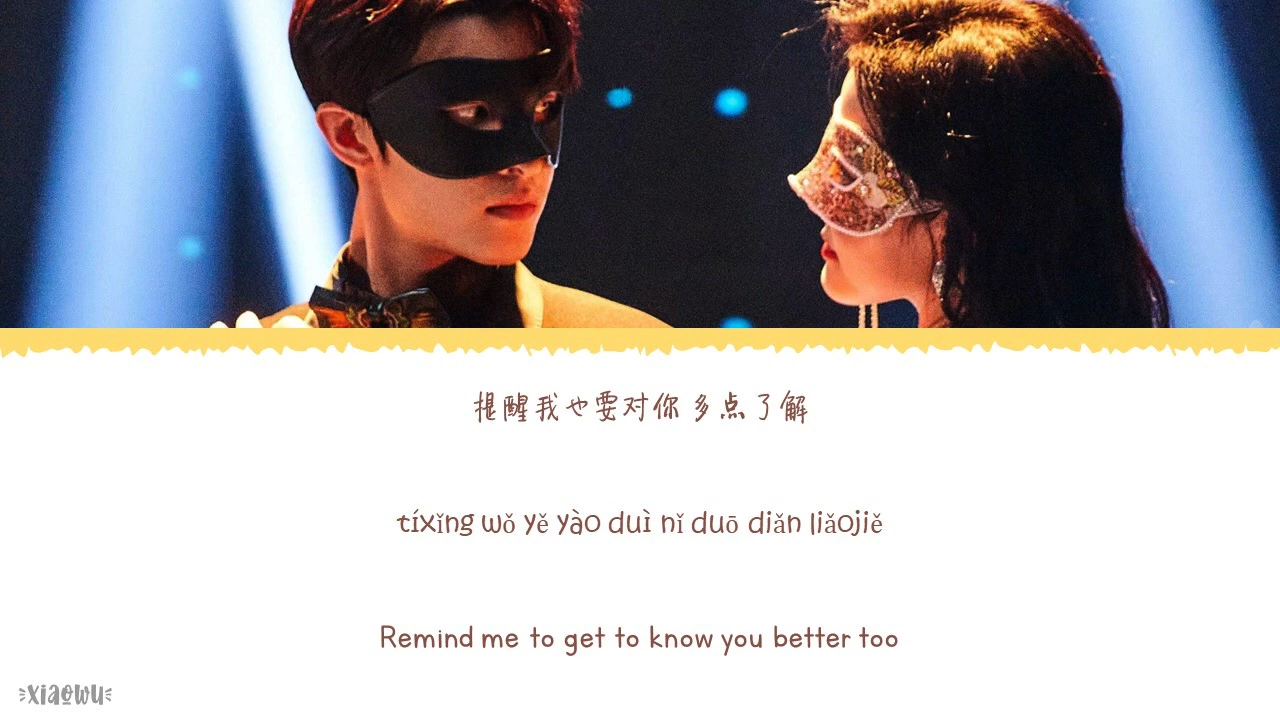 提醒我也要对你多点了解
tíxǐng wǒ yě yào duì nǐ duō diǎn liǎojiě
Remind me to get to know you better too
xiaowu